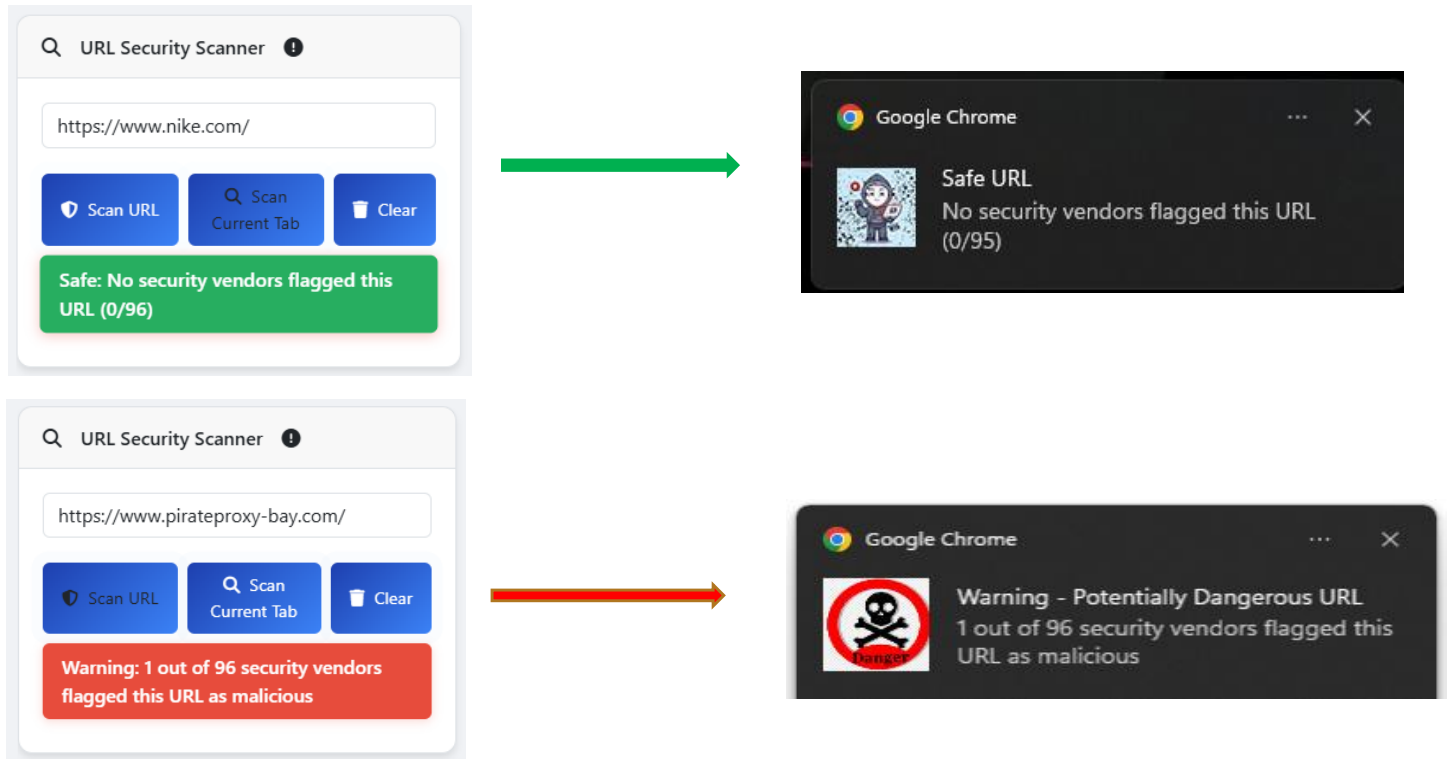 URL Security Scanner
https://www.nike.com/
Scan URL
Scan
Current Tab
Clear
Safe: No security vendors flagged this
URL (0/96)
Google Chrome
Safe URL
No security vendors flagged this URL
(0/95)
URL Security Scanner
https://www.pirateproxy-bay.com/
Scan URL
Scan
Current Tab
Clear
Warning: 1 out of 96 security vendors
flagged this URL as malicious
Google Chrome
Danger
Warning - Potentially Dangerous URL
1 out of 96 security vendors flagged this
URL as malicious